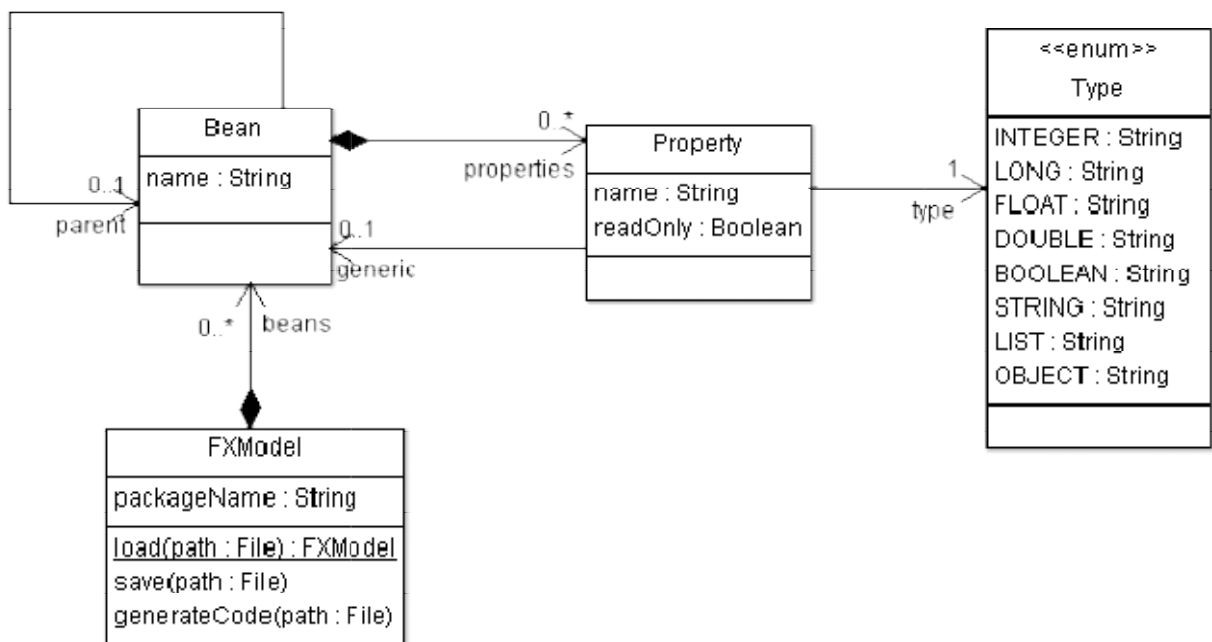 <<enum>>
Type
INTEGER : String
LONG : String
FLOAT : String
DOUBLE : String
BOOLEAN : String
STRING : String
LIST : String
OBJECT : String
Bean
name : String
0..1
parent
0..*
properties
Property
name : String
readOnly : Boolean
1
type
0..1
generic
0..*
beans
FXModel
packageName : String
load(path : File) : FXModel
save(path : File)
generateCode(path : File)